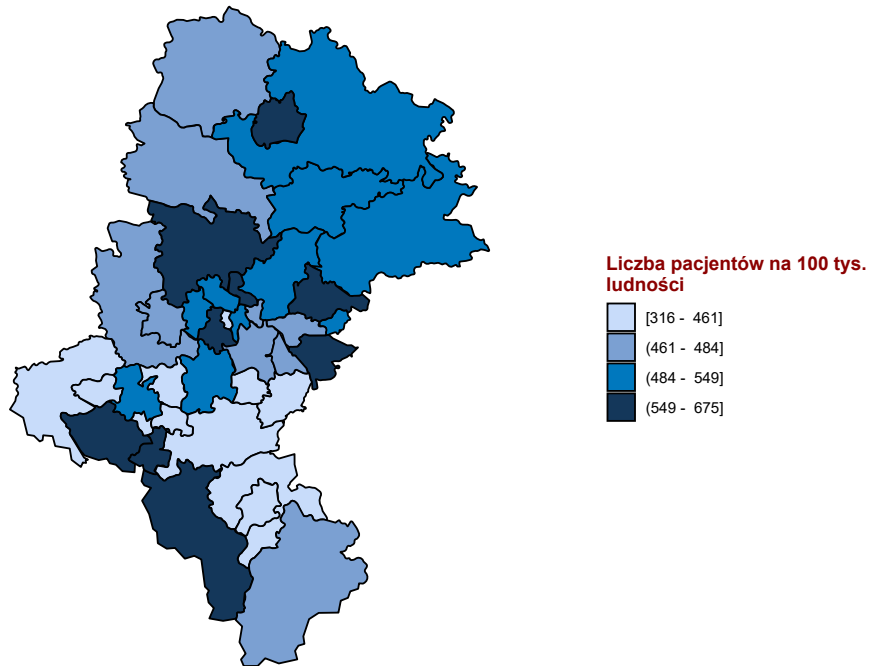 Liczba pacjentów na 100 tys.
ludności
[316 - 461]
(461 - 484]
(484 - 549]
(549 - 675]